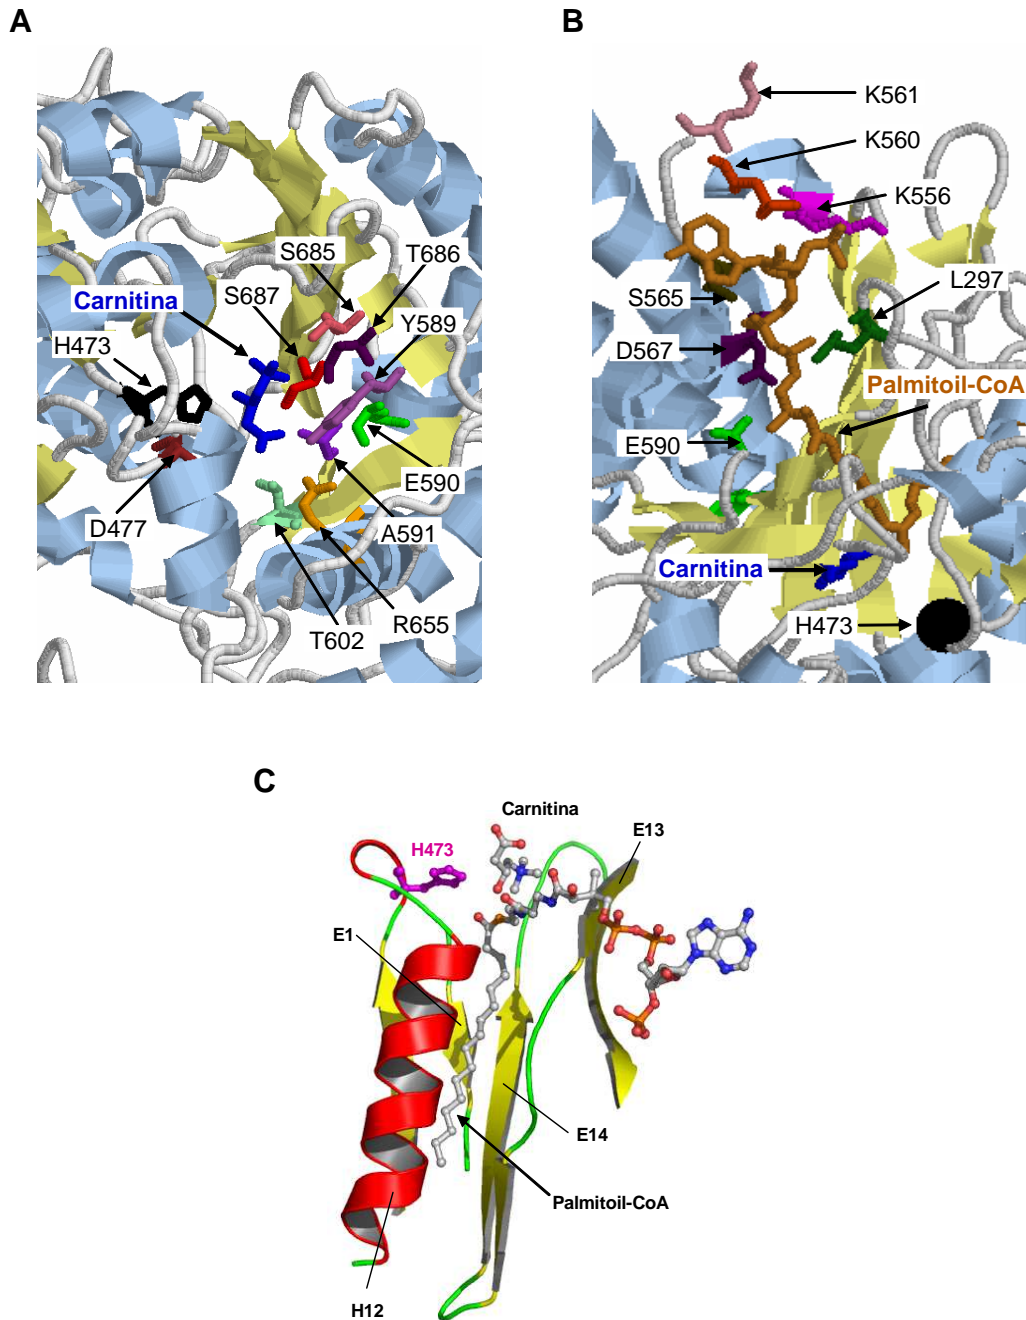 A
S685
T686
Carnitina
S687
Y589
H473
D477
E590
A591
R655
T602
B
K561
K560
K556
S565
L297
D567
Palmitoil-CoA
E590
Carnitina
H473
C
Carnitina
E13
H473
E1
E14
Palmitoil-CoA
H12